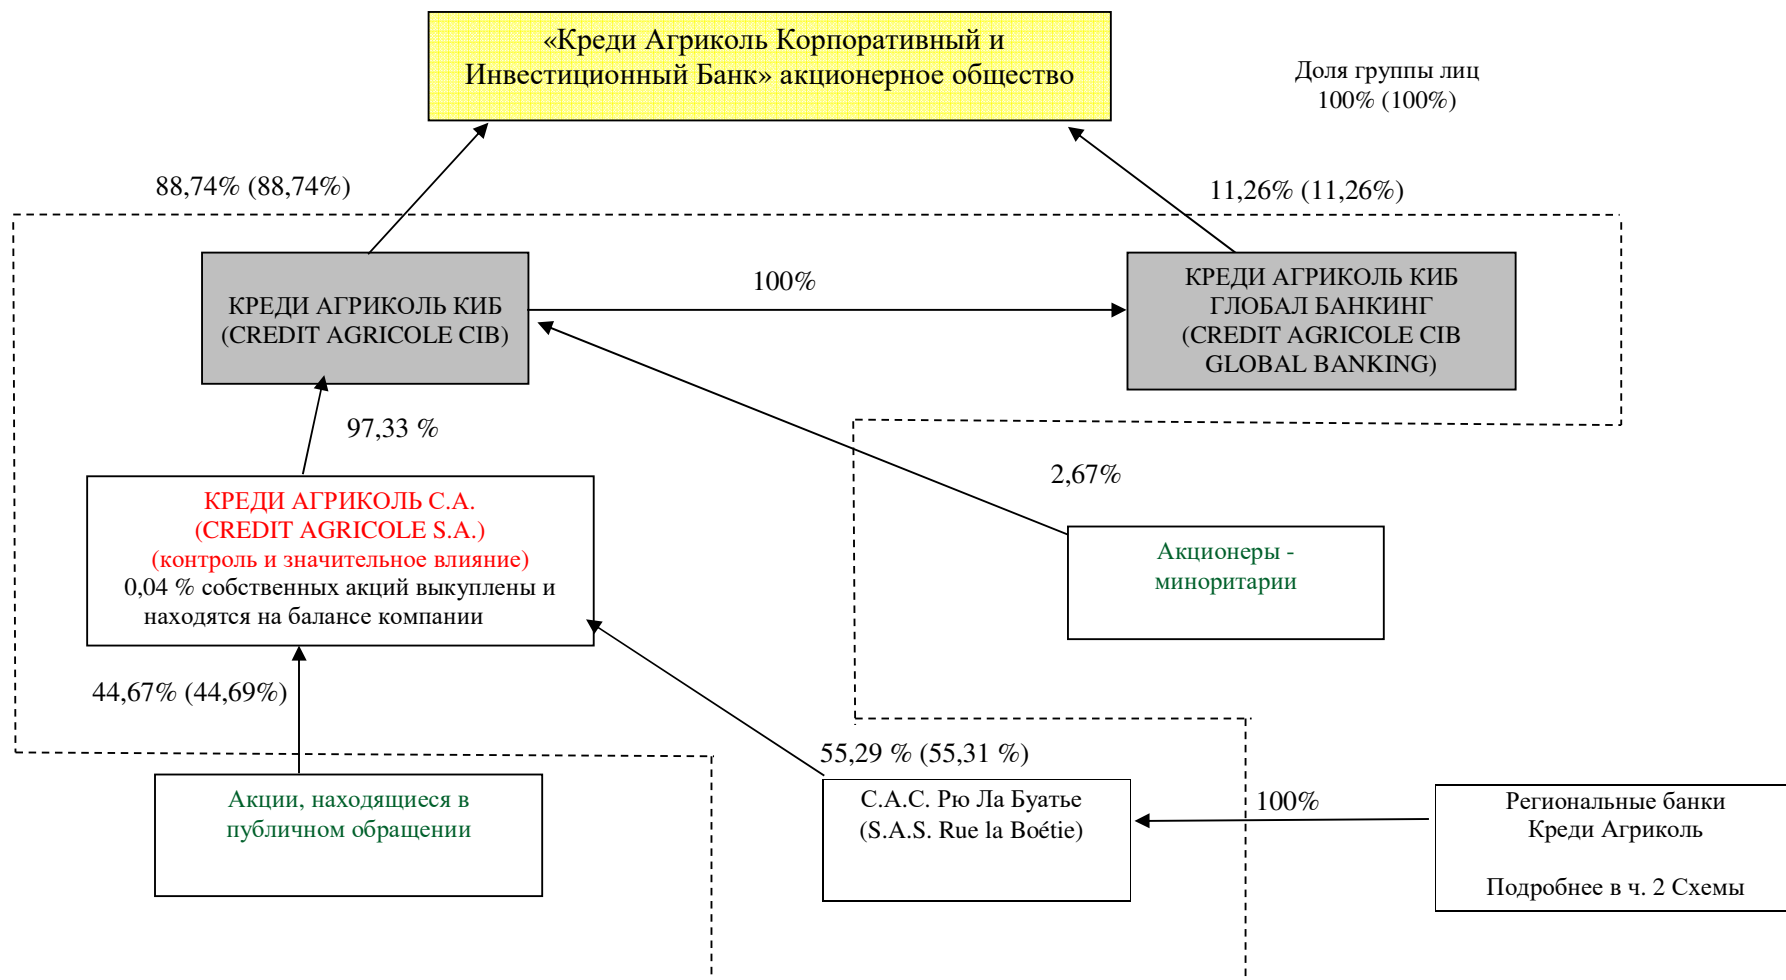 «Креди Агриколь Корпоративный и
Инвестиционный Банк» акционерное общество
Доля группы лиц
100% (100%)
88,74% (88,74%)
11,26% (11,26%)
КРЕДИ АГРИКОЛЬ КИБ
(CREDIT AGRICOLE CIB)
100%
КРЕДИ АГРИКОЛЬ КИБ
ГЛОБАЛ БАНКИНГ
(CREDIT AGRICOLE CIB
GLOBAL BANKING)
97,33 %
2,67%
КРЕДИ АГРИКОЛЬ С.А.
(CREDIT AGRICOLE S.A.)
(контроль и значительное влияние)
0,04 % собственных акций выкуплены и
находятся на балансе компании
Акционеры -
миноритарии
44,67% (44,69%)
55,29 % (55,31 %)
Акции, находящиеся в
публичном обращении
С.А.С. Рю Ла Буатье
(S.A.S. Rue la Boétie)
100%
Региональные банки
Креди Агриколь
Подробнее в ч. 2 Схемы